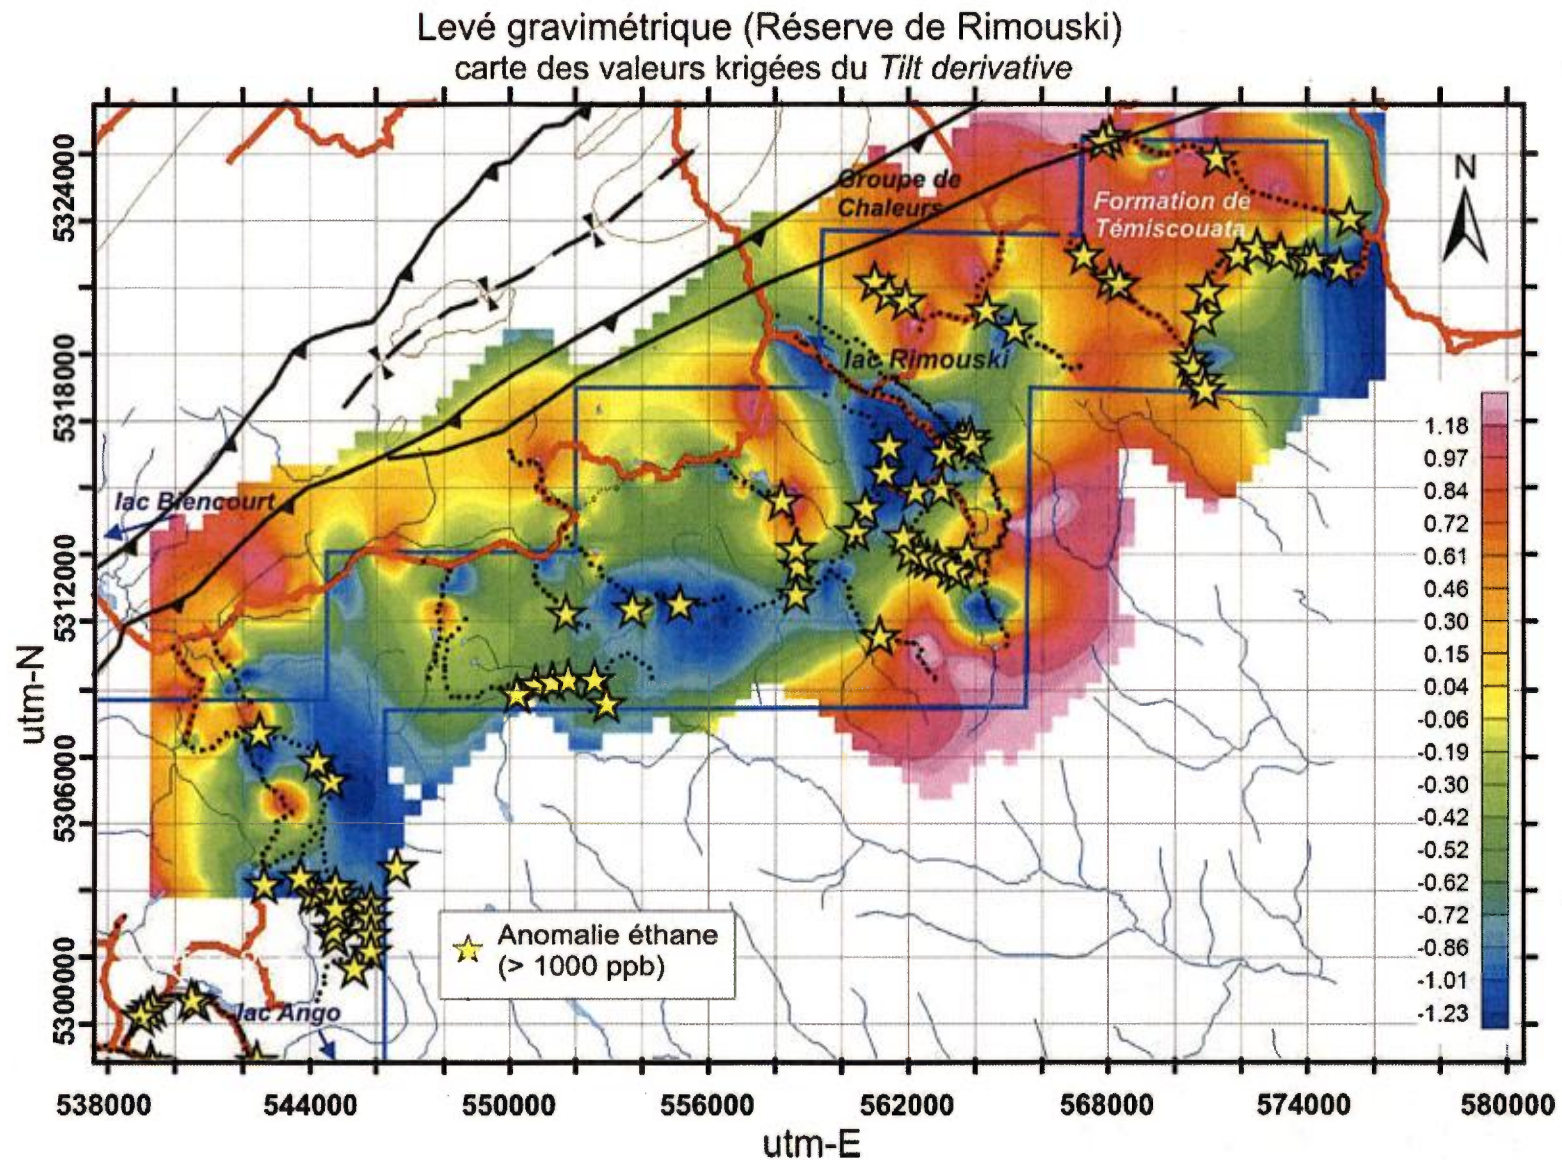 Levé gravimétrique (Réserve de Rimouski)
carte des valeurs krigées du Tilt derivative
N
Groupe de
Chaleurs
Formation de
Témiscouata
lac Rimouski
lac Biencourt
lac Ango
Anomalie éthane
(> 1000 ppb)
1.18
0.97
0.84
0.72
0.61
0.46
0.30
0.15
0.04
-0.06
-0.19
-0.30
-0.42
-0.52
-0.62
-0.72
-0.86
-1.01
-1.23
utm-N
5324000
5318000
5312000
5306000
5300000
538000 544000 550000 556000 562000 568000 574000 580000
utm-E